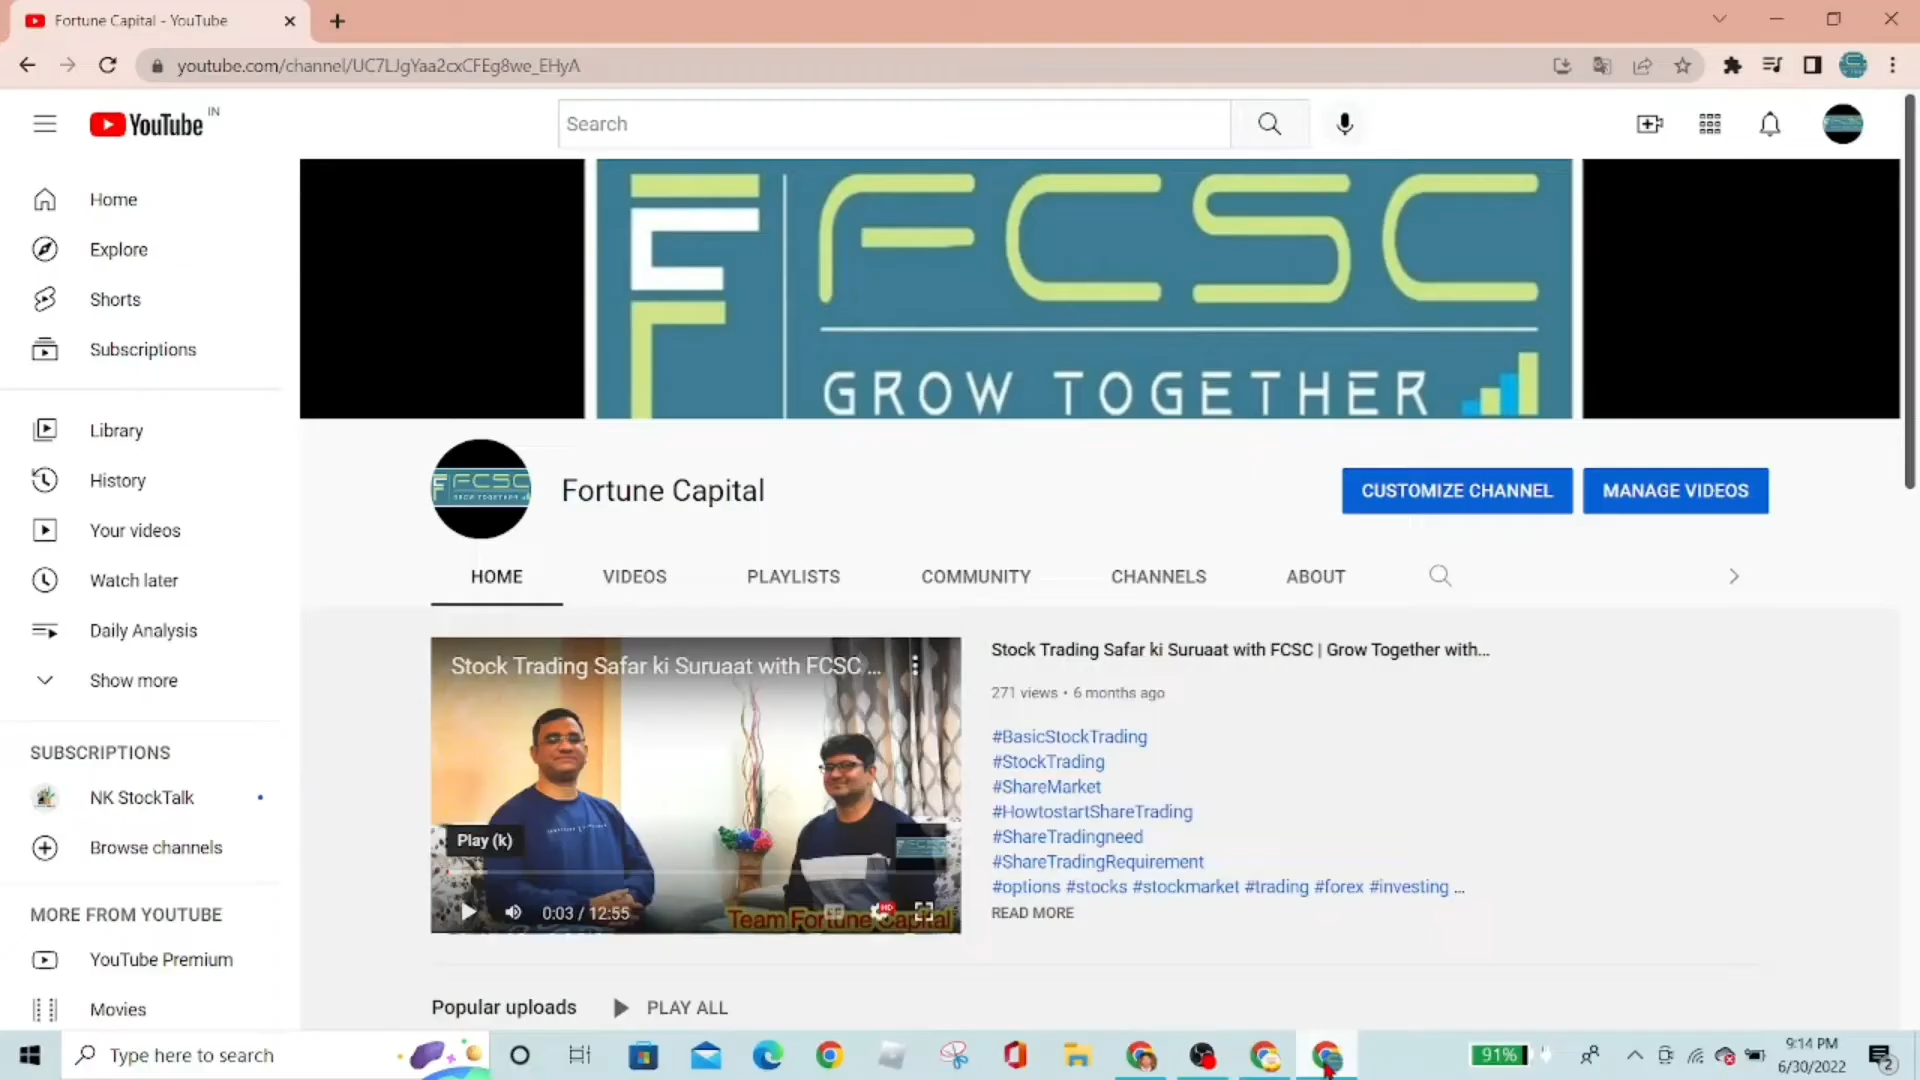 Fortune Capital - YouTube
youtube.com/channel/UC7LJgYaa2cxCFEg8we_EHyA
YouTube IN
Search
Home
Explore
Shorts
Subscriptions
Library
History
Your videos
Watch later
Daily Analysis
Show more
SUBSCRIPTIONS
NK StockTalk
Browse channels
MORE FROM YOUTUBE
YouTube Premium
Movies
FCSC
GROW TOGETHER
FCSC
GROW TOGETHER
Fortune Capital
CUSTOMIZE CHANNEL
MANAGE VIDEOS
HOME VIDEOS PLAYLISTS COMMUNITY CHANNELS ABOUT
Stock Trading Safar ki Suruaat with FCSC ...
Play (k)
0:03 / 12:55
HD
Team Fortune Capital
Stock Trading Safar ki Suruaat with FCSC | Grow Together with...
271 views • 6 months ago
#BasicStockTrading
#StockTrading
#ShareMarket
#HowtostartShareTrading
#ShareTradingneed
#ShareTradingRequirement
#options #stocks #stockmarket #trading #forex #investing ...
READ MORE
Popular uploads
PLAY ALL
Type here to search
91%
9:14 PM
6/30/2022
2